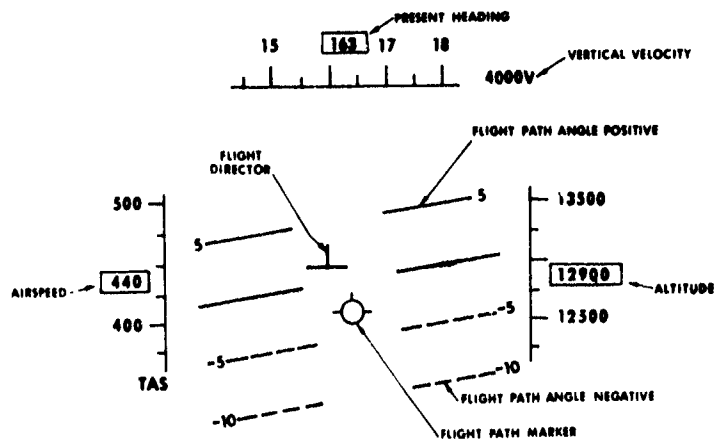 PRESENT HEADING
15 163 17 18
VERTICAL VELOCITY
4000V
FLIGHT PATH ANGLE POSITIVE
FLIGHT
DIRECTOR
500
5
5
13500
AIRSPEED
440
12900
ALTITUDE
400
-5
-5
12500
TAS
-10
-10
FLIGHT PATH ANGLE NEGATIVE
FLIGHT PATH MARKER